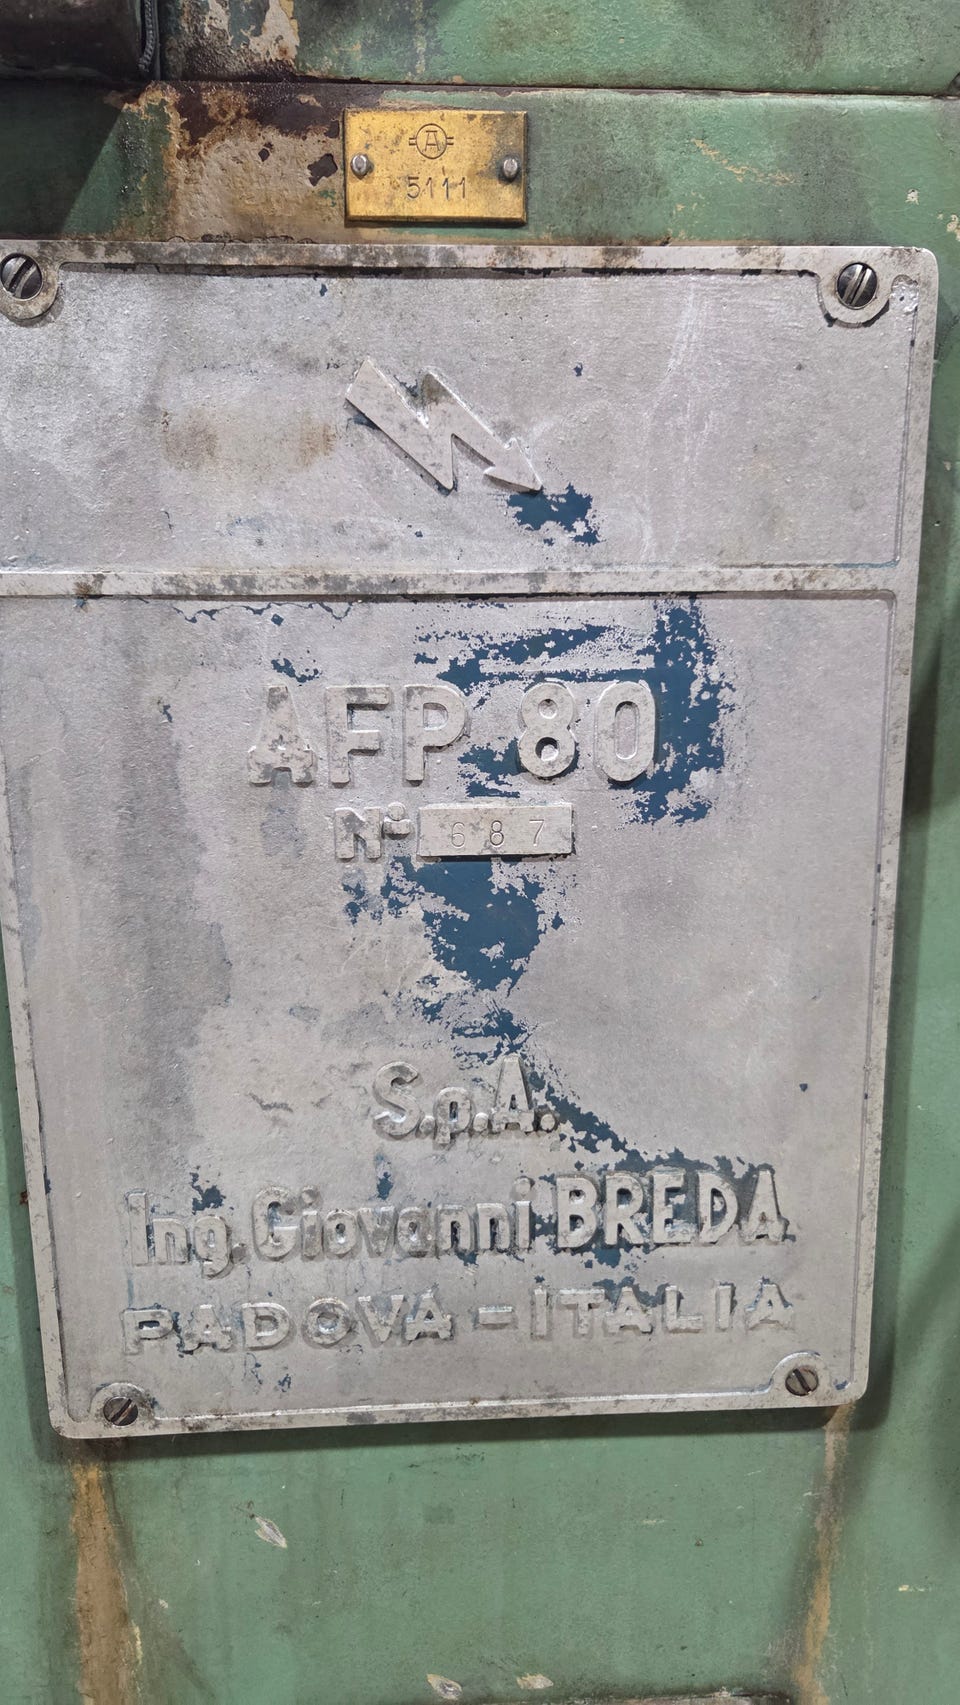 A
5111
AFP 80
N° 687
S.p.A.
Ing. Giovanni BREDA
PADOVA - ITALIA